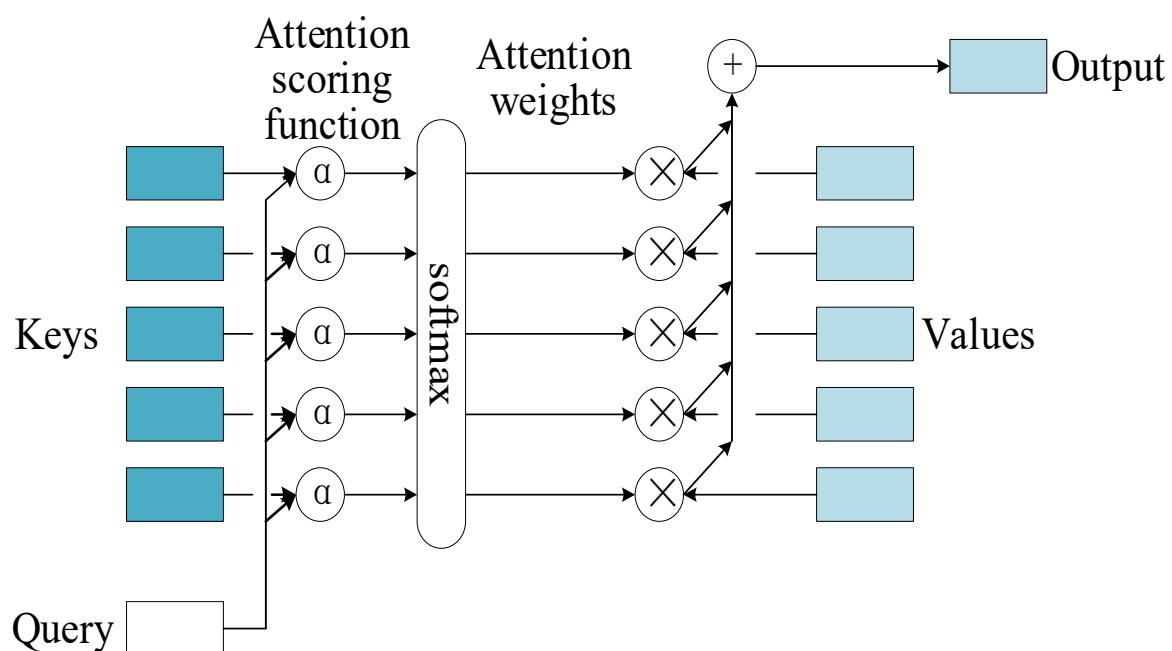 Attention
scoring
function
Attention
weights
+
Output
α
α
α
α
α
softmax
Keys
Values
Query